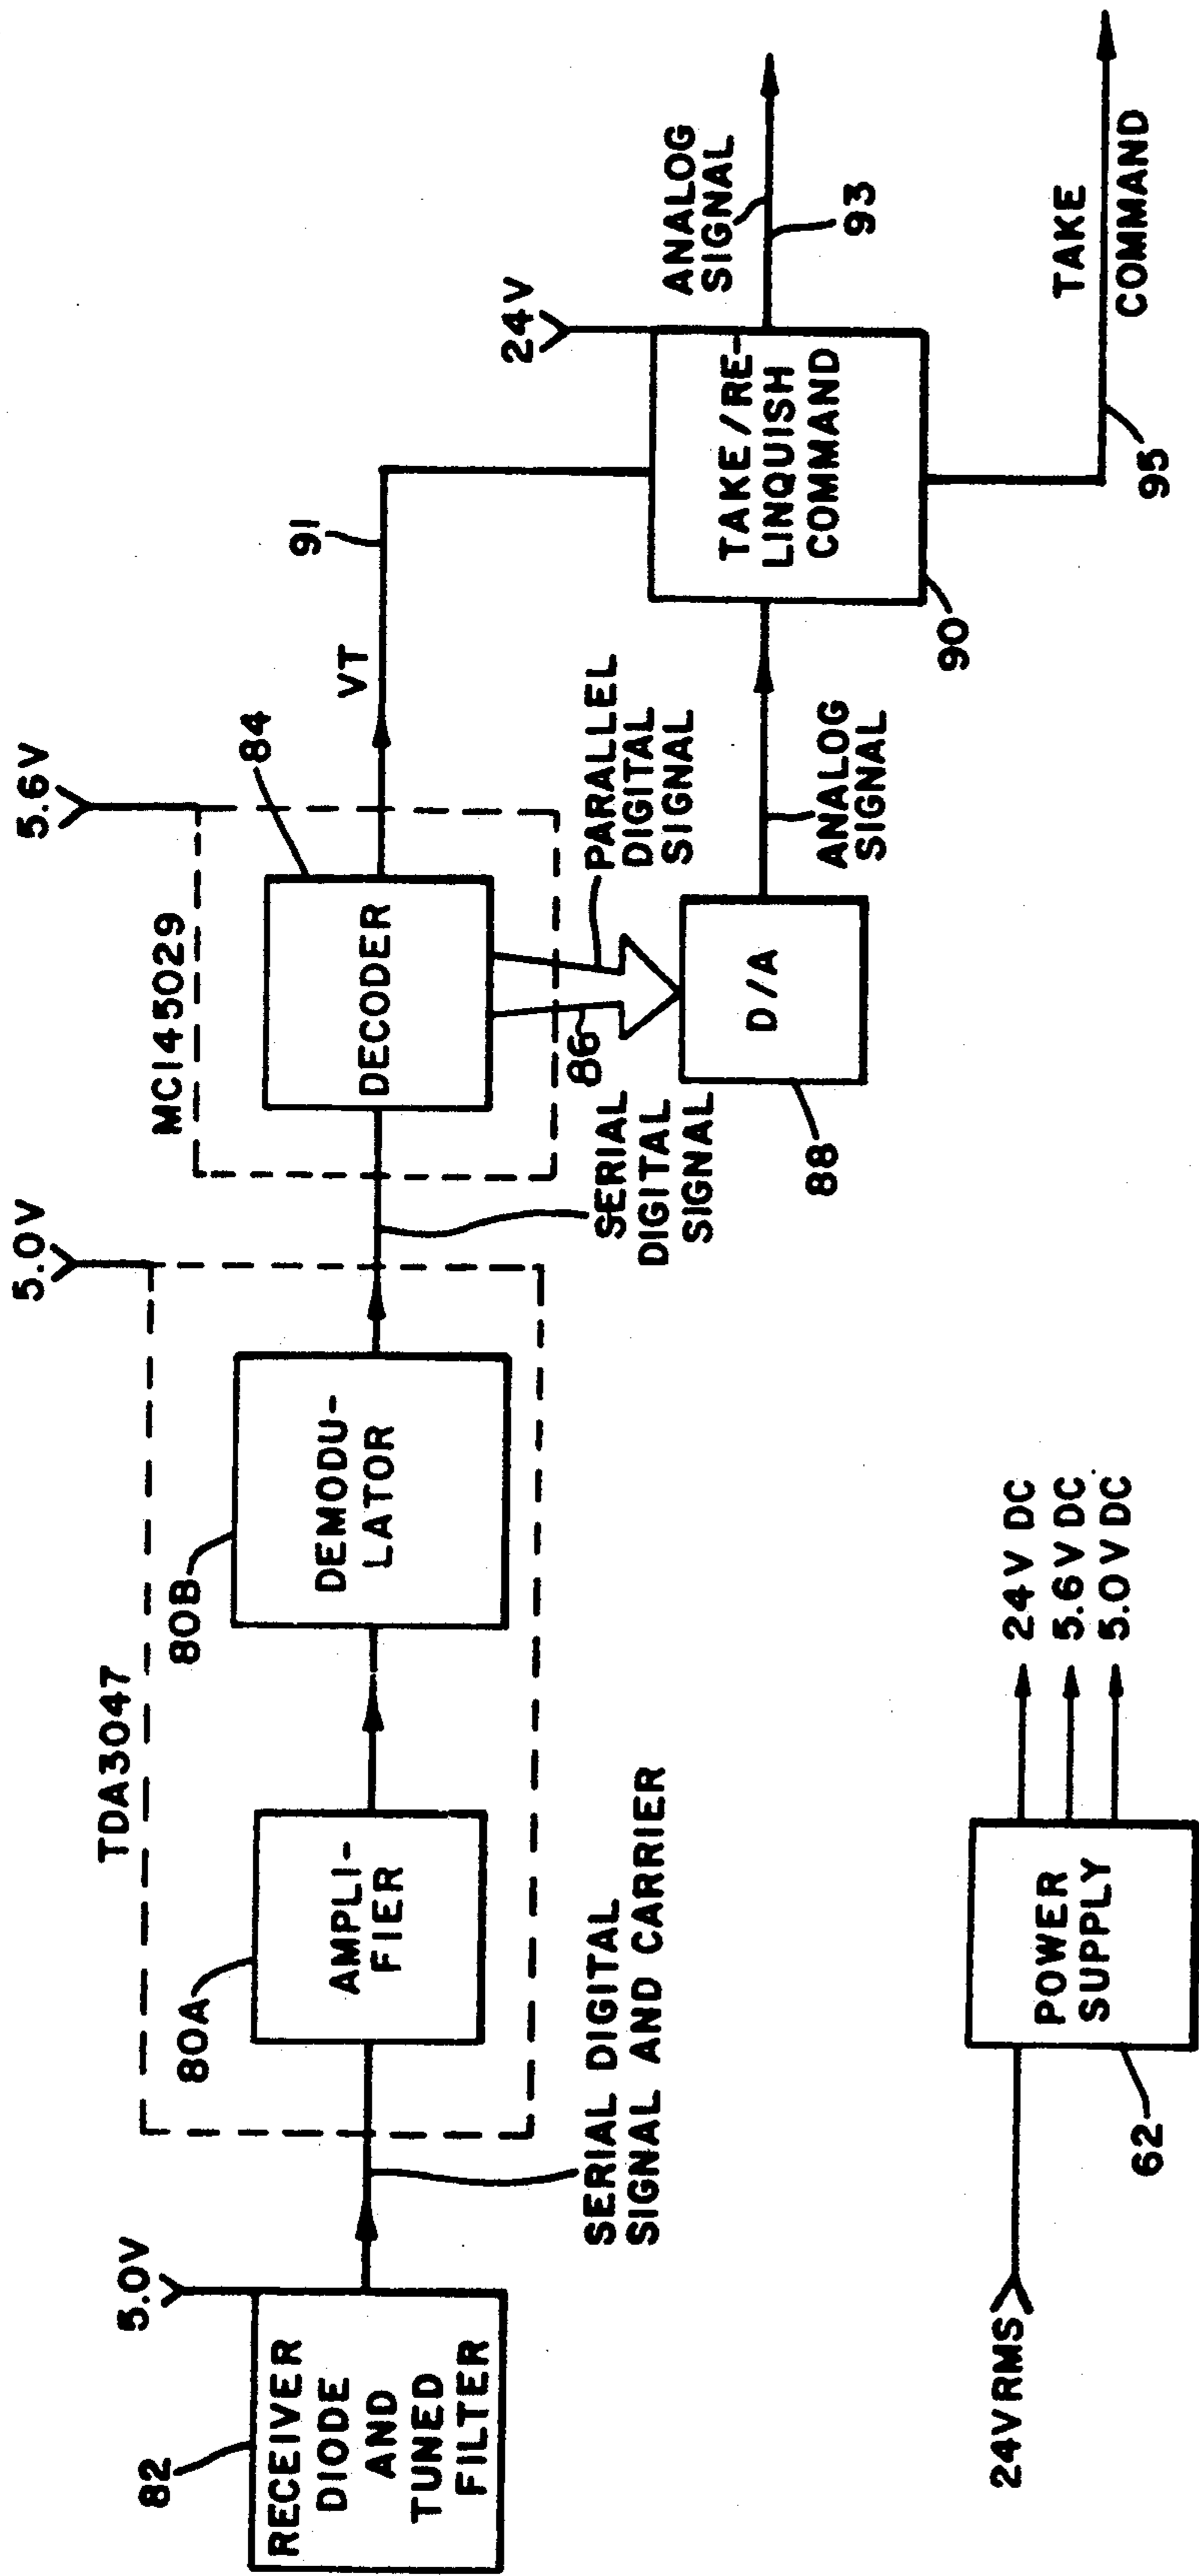 82
RECEIVER
DIODE
AND
TUNED
FILTER
5.0V
SERIAL DIGITAL
SIGNAL AND CARRIER
TDA3047
80A
AMPLI-
FIER
80B
DEMODU-
LATOR
5.0V
SERIAL
DIGITAL
SIGNAL
MC145029
DECODER
84
5.6V
86
PARALLEL
DIGITAL
SIGNAL
D/A
88
VT
91
ANALOG
SIGNAL
24V
TAKE/RE-
LINQUISH
COMMAND
90
ANALOG
SIGNAL
93
TAKE
COMMAND
95
24VRMS
POWER
SUPPLY
62
24V DC
5.6V DC
5.0V DC